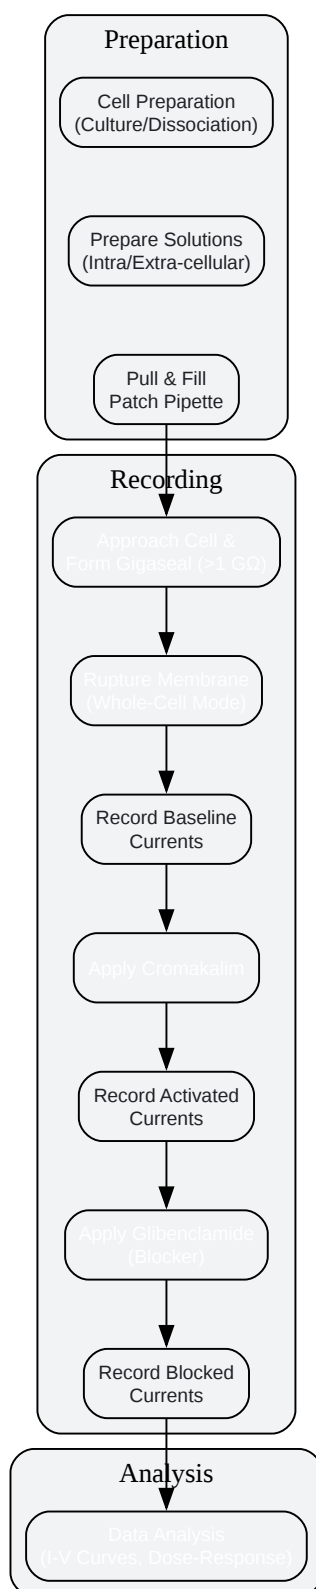 Preparation
Cell Preparation
(Culture/Dissociation)
Prepare Solutions
(Intra/Extra-cellular)
Pull & Fill
Patch Pipette
Recording
Approach Cell &
Form Gigaseal (>1 GΩ)
Rupture Membrane
(Whole-Cell Mode)
Record Baseline
Currents
Apply Cromakalim
Record Activated
Currents
Apply Glibenclamide
(Blocker)
Record Blocked
Currents
Analysis
Data Analysis
(I-V Curves, Dose-Response)